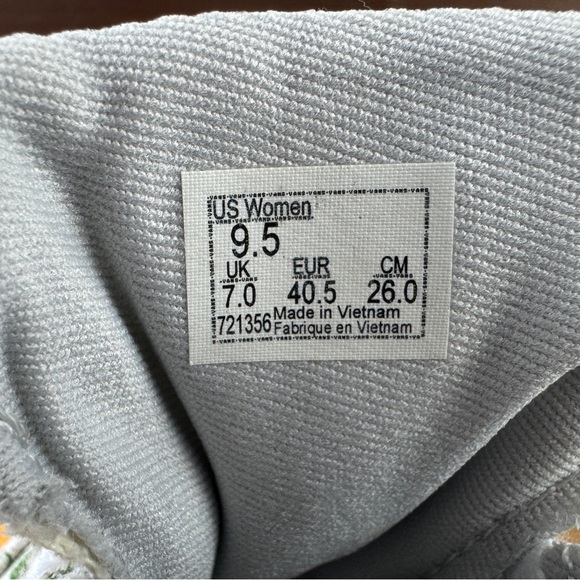 US Women
9.5
UK EUR CM
7.0 40.5 26.0
721356 Made in Vietnam
Fabrique en Vietnam